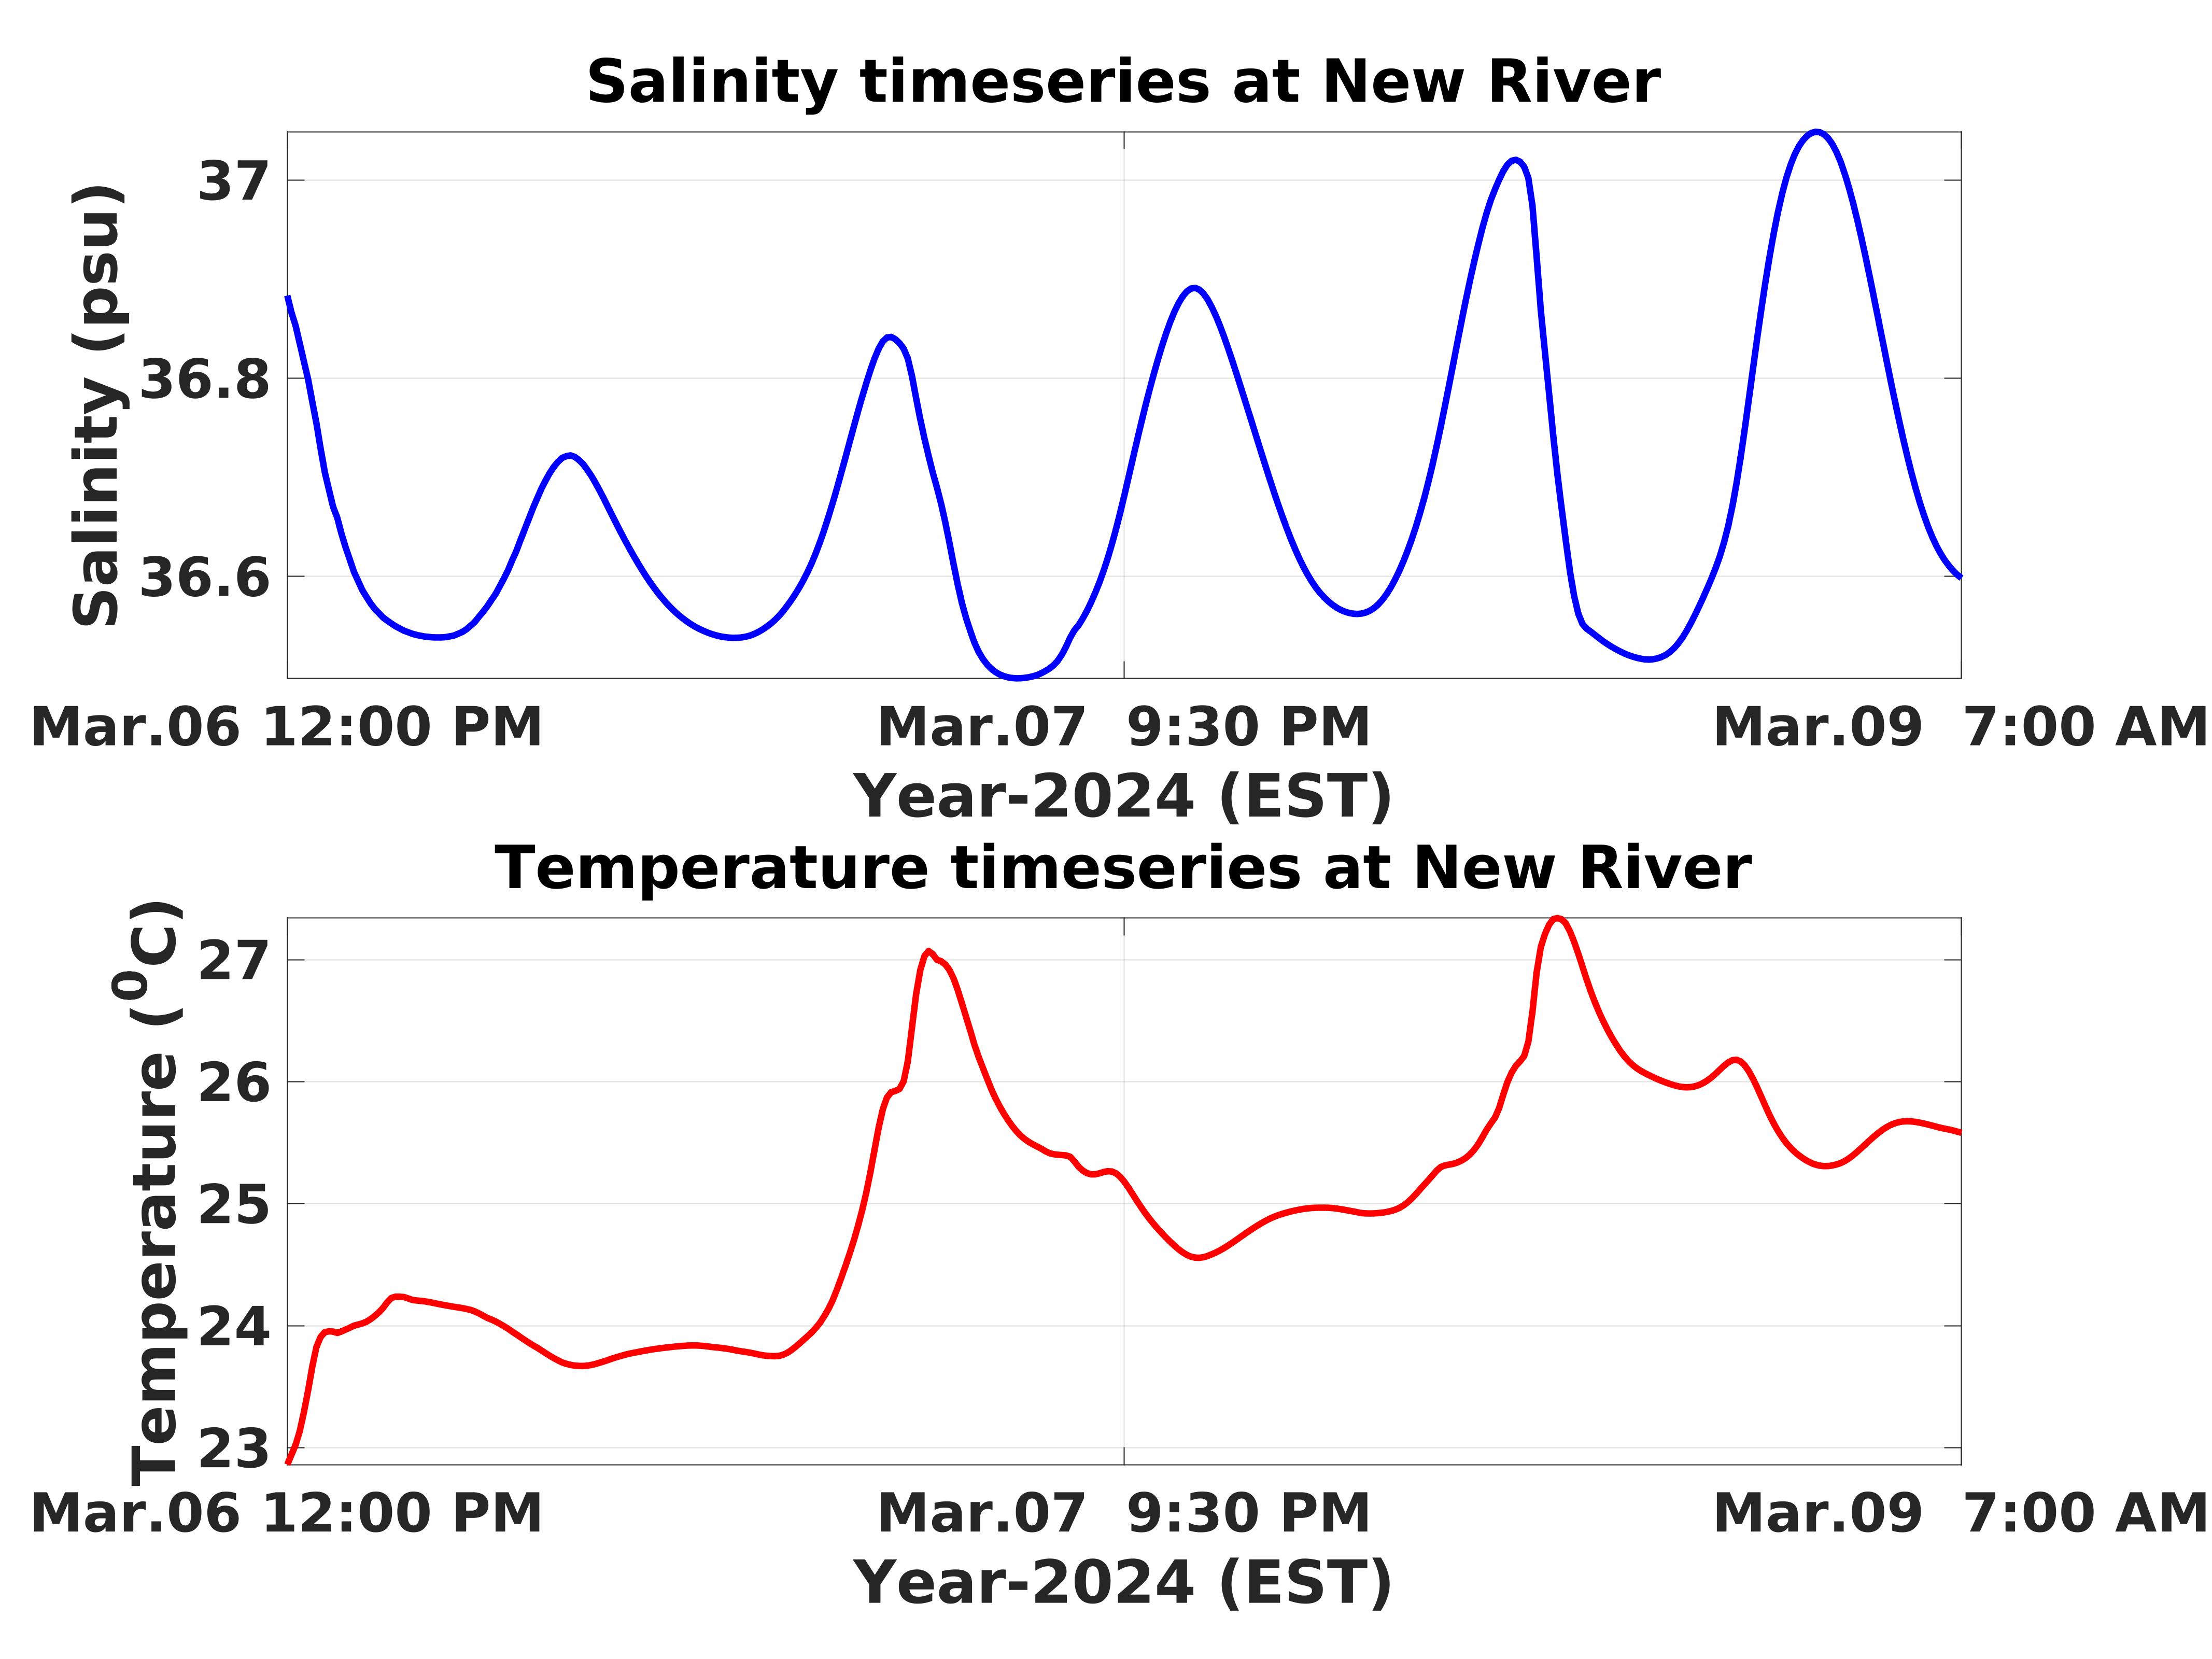 Salinity timeseries at New River
Salinity (psu)
37
36.8
36.6
Mar.06 12:00 PM Mar.07  9:30 PM Mar.09  7:00 AM
Year-2024 (EST)
Temperature timeseries at New River
Temperature (⁰C)
27
26
25
24
23
Mar.06 12:00 PM Mar.07  9:30 PM Mar.09  7:00 AM
Year-2024 (EST)